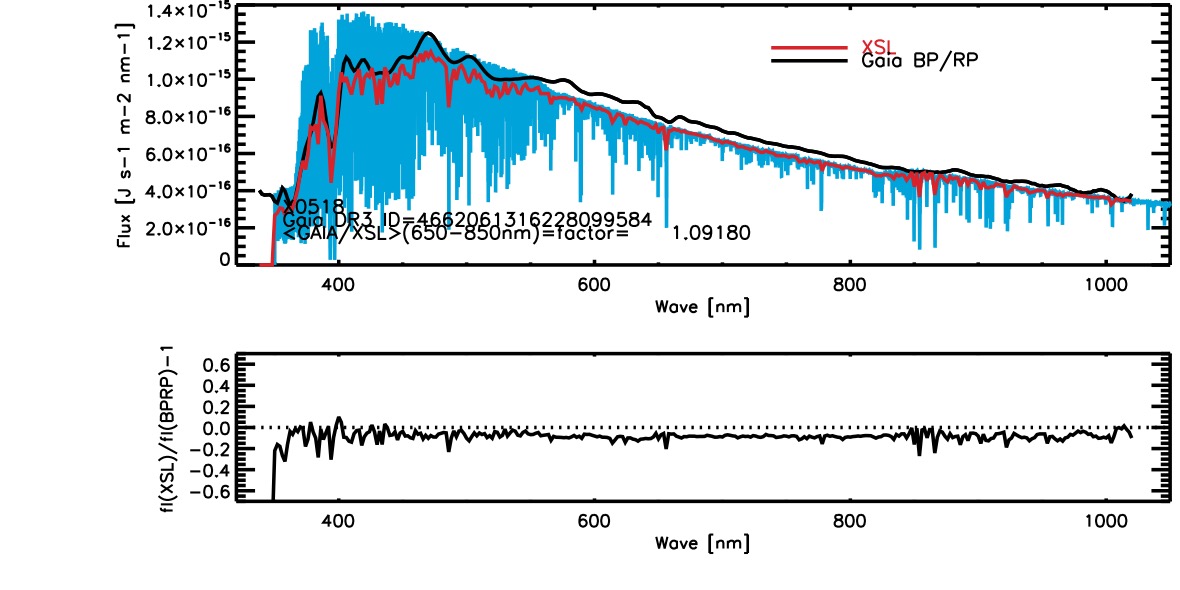 1.4×10⁻¹⁵
1.2×10⁻¹⁵
1.0×10⁻¹⁵
8.0×10⁻¹⁶
6.0×10⁻¹⁶
4.0×10⁻¹⁶
2.0×10⁻¹⁶
0
Flux [J s−1 m−2 nm−1]
XSL
Gaia BP/RP
X0518
Gaia DR3 ID=4662061316228099584
<GAIA/XSL>(650−850nm)=factor= 1.09180
400 600 800 1000
Wave [nm]
0.6
0.4
0.2
0.0
−0.2
−0.4
−0.6
fl(XSL)/fl(BPRP)−1
400 600 800 1000
Wave [nm]